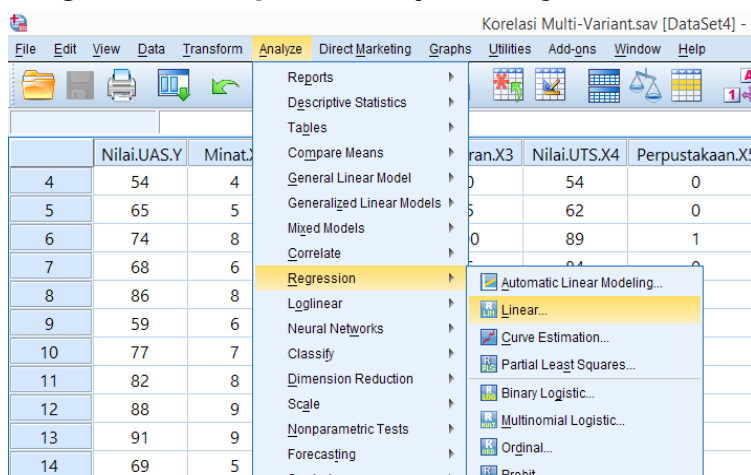 Korelasi Multi-Variant.sav [DataSet4] -
File Edit View Data Transform Analyze Direct Marketing Graphs Utilities Add-ons Window Help
Reports
Descriptive Statistics
Tables
Compare Means
General Linear Model
Generalized Linear Models
Mixed Models
Correlate
Regression
Loglinear
Neural Networks
Classify
Dimension Reduction
Scale
Nonparametric Tests
Forecasting
Automatic Linear Modeling...
Linear...
Curve Estimation...
Partial Least Squares...
Binary Logistic...
Multinomial Logistic...
Ordinal...
Probit
Nilai.UAS.Y Minat.X ran.X3 Nilai.UTS.X4 Perpustakaan.X5
4 54 4 54 0
5 65 5 62 0
6 74 8 89 1
7 68 6
8 86 8
9 59 6
10 77 7
11 82 8
12 88 9
13 91 9
14 69 5